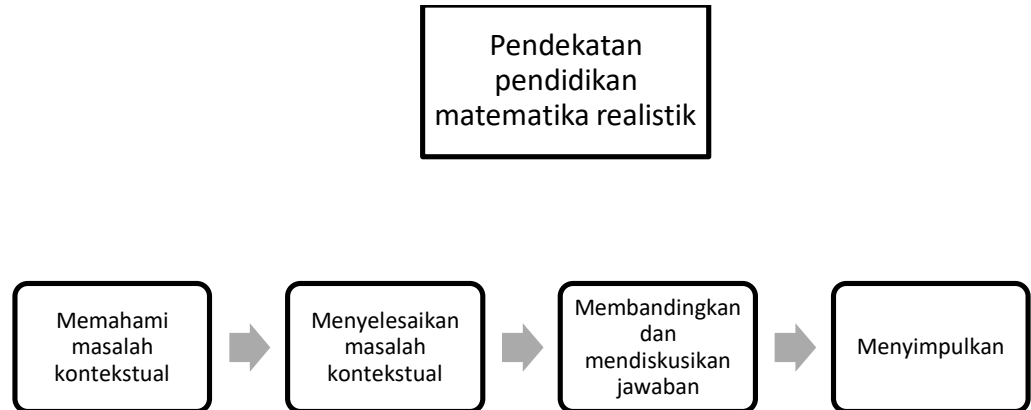 Pendekatan
pendidikan
matematika realistik
Memahami
masalah
kontekstual
Menyelesaikan
masalah
kontekstual
Membandingkan
dan
mendiskusikan
jawaban
Menyimpulkan